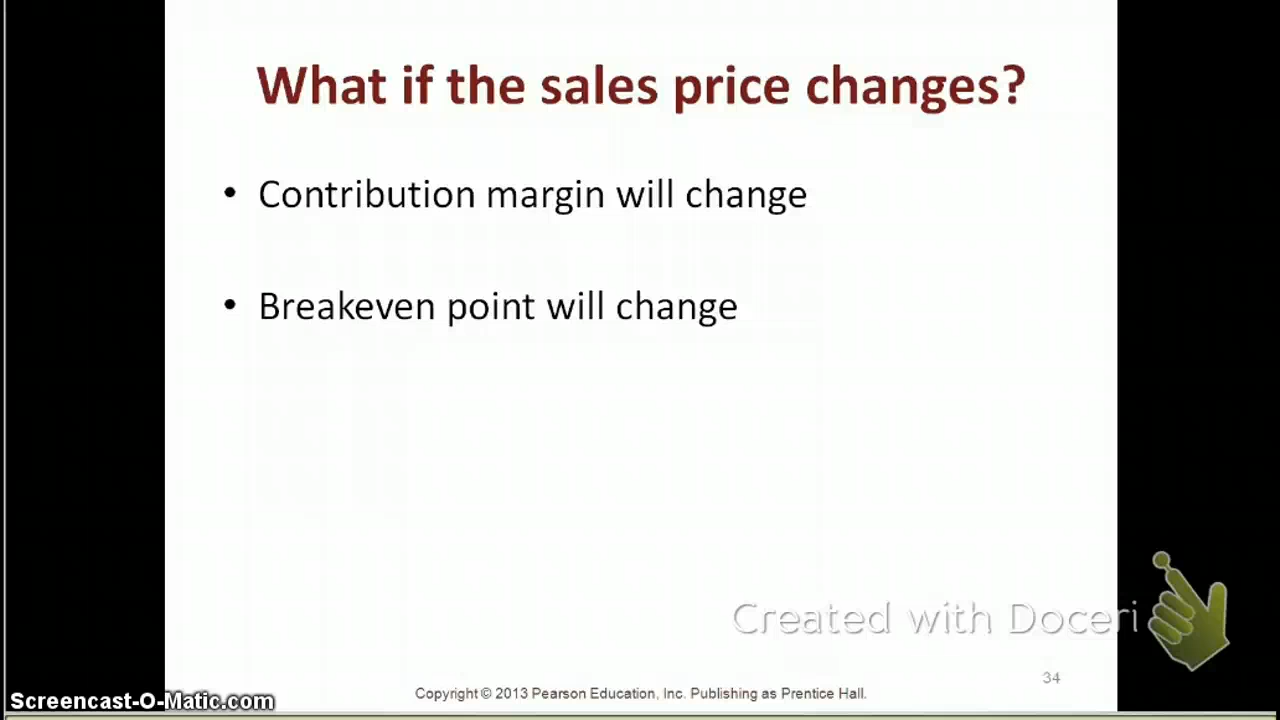 What if the sales price changes?
• Contribution margin will change
• Breakeven point will change
Created with Doceri
34
Copyright © 2013 Pearson Education, Inc. Publishing as Prentice Hall.
Screencast-O-Matic.com